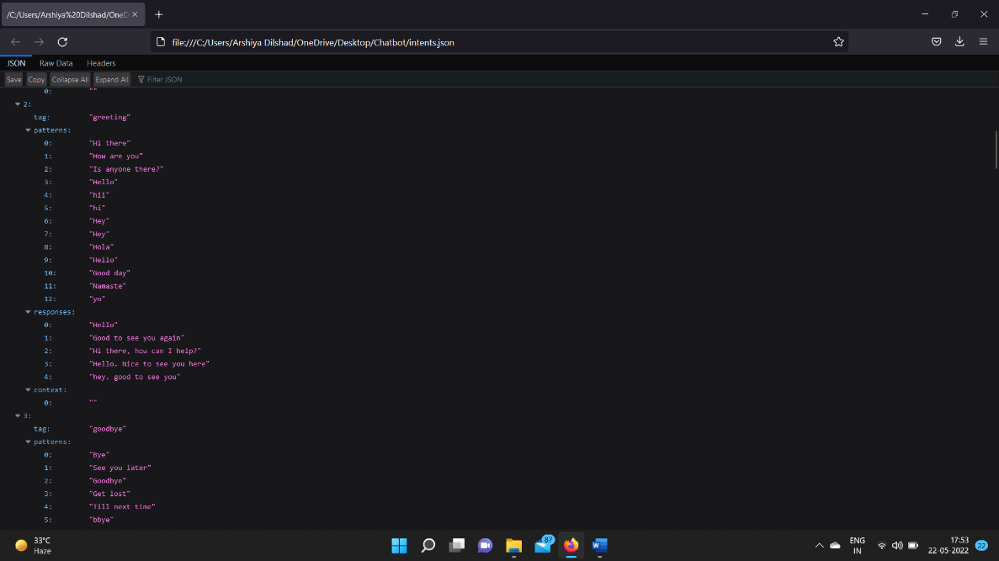 /C:/Users/Arshiya%20Dilshad/OneD
file:///C:/Users/Arshiya Dilshad/OneDrive/Desktop/Chatbot/intents.json
JSON Raw Data Headers
Save Copy Collapse All Expand All Filter JSON
0: ""
2:
tag: "greeting"
patterns:
0: "Hi there"
1: "How are you"
2: "Is anyone there?"
3: "Hello"
4: "hii"
5: "hi"
6: "Hey"
7: "Hey"
8: "Hola"
9: "Hello"
10: "Good day"
11: "Namaste"
12: "yo"
responses:
0: "Hello"
1: "Good to see you again"
2: "Hi there, how can I help?"
3: "Hello. Nice to see you here"
4: "hey. good to see you"
context:
0: ""
3:
tag: "goodbye"
patterns:
0: "Bye"
1: "See you later"
2: "Goodbye"
3: "Get lost"
4: "Till next time"
5: "bbye"
33°C
Haze
87
W
ENG
IN
17:53
22-05-2022
22